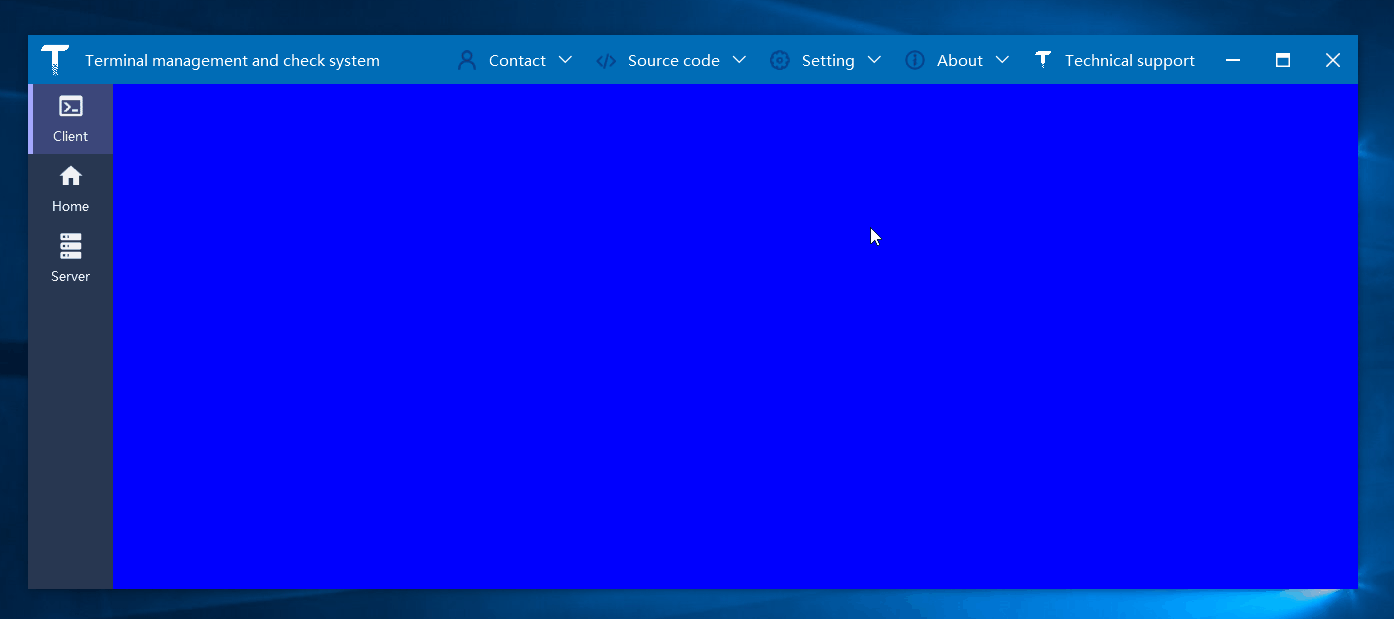 Terminal management and check system
Contact
Source code
Setting
About
Technical support
Client
Home
Server